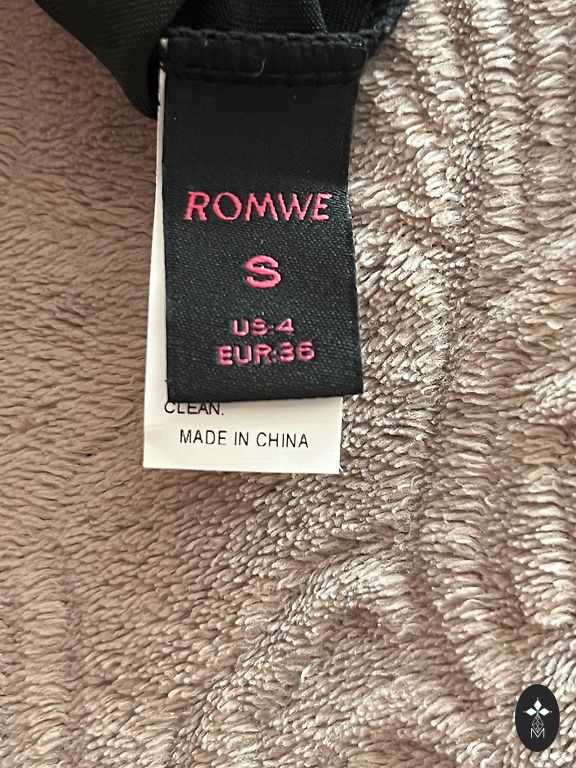 ROMWE
S
US:4
EUR:36
CLEAN.
MADE IN CHINA
M